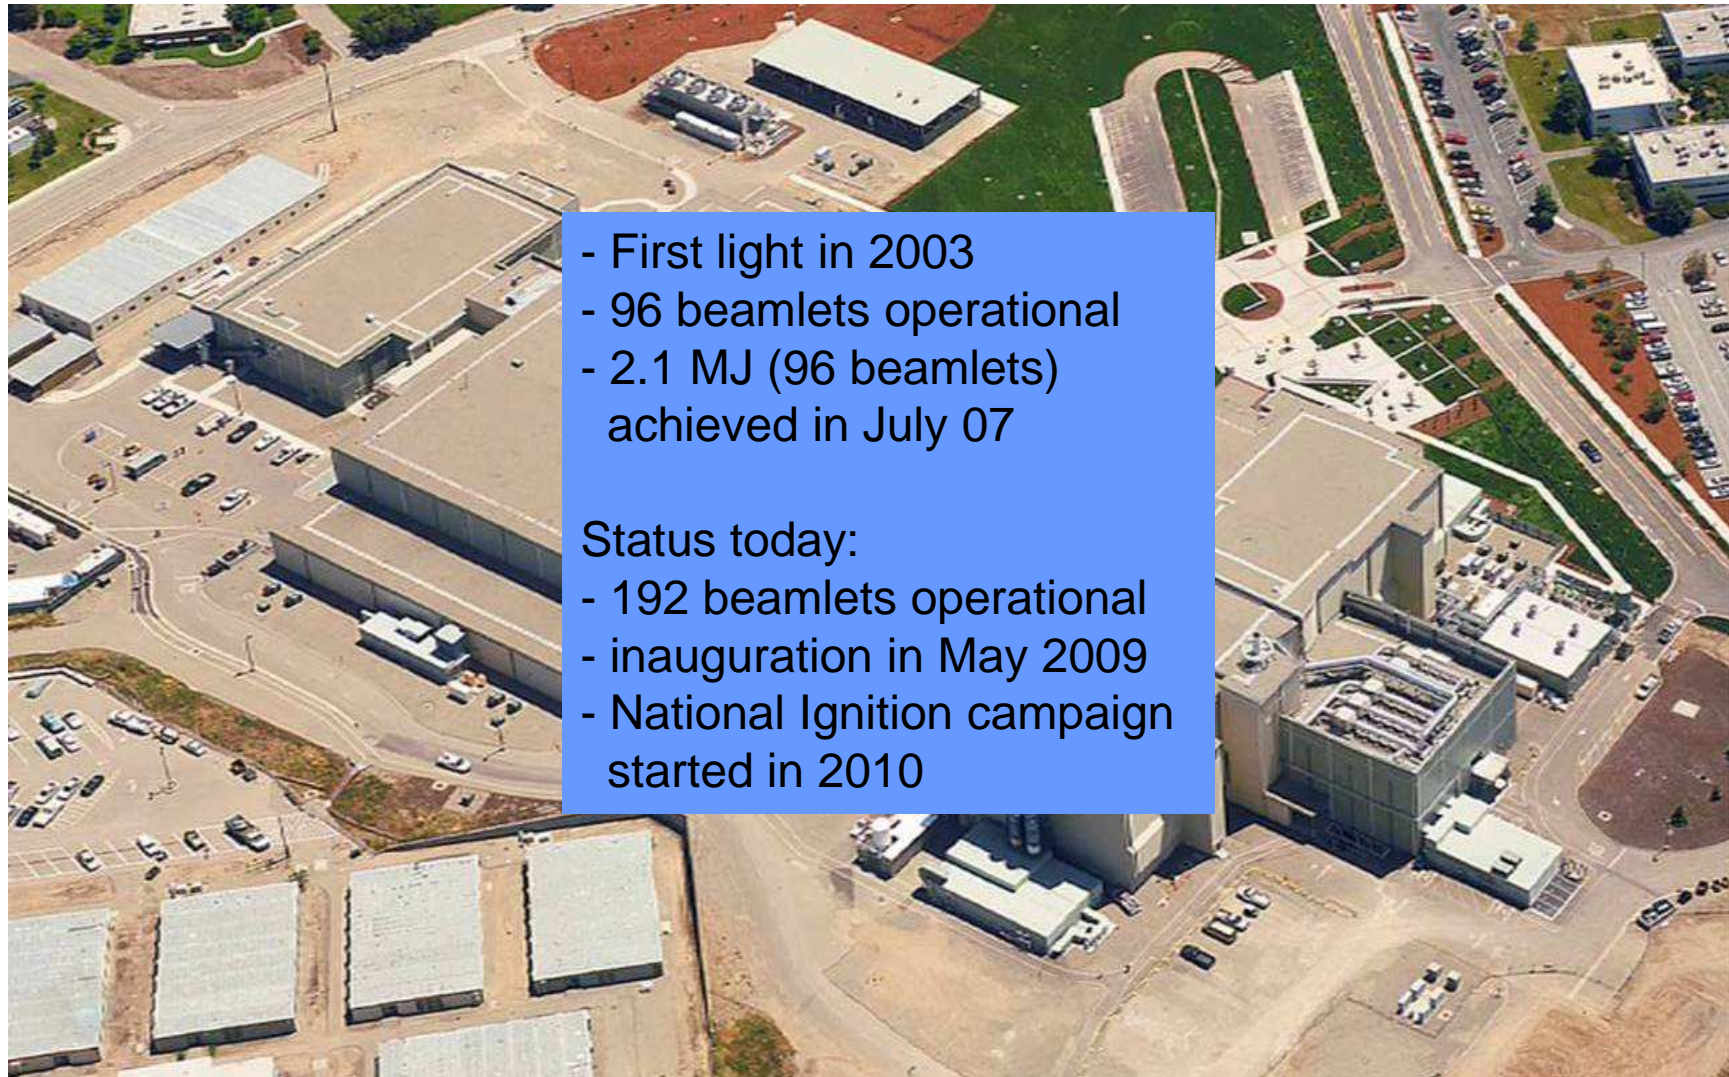 - First light in 2003
- 96 beamlets operational
- 2.1 MJ (96 beamlets)
achieved in July 07
Status today:
- 192 beamlets operational
- inauguration in May 2009
- National Ignition campaign
started in 2010